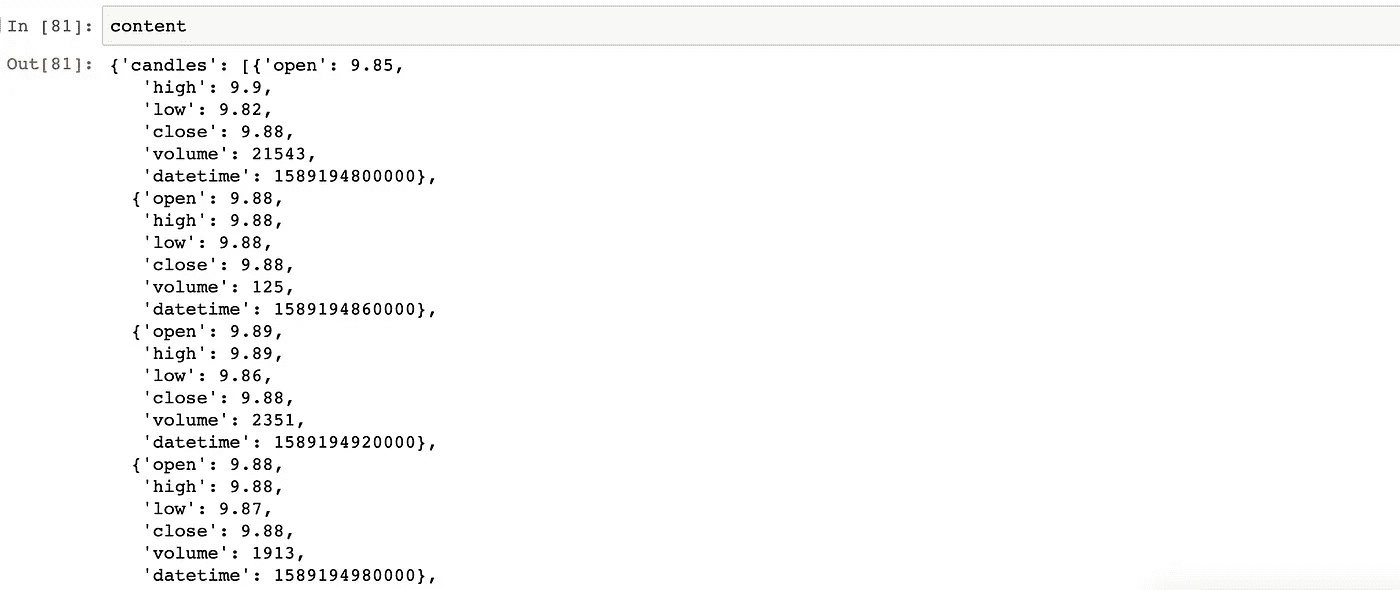 In [81]: content
Out[81]: {'candles': [{'open': 9.85,
'high': 9.9,
'low': 9.82,
'close': 9.88,
'volume': 21543,
'datetime': 1589194800000},
{'open': 9.88,
'high': 9.88,
'low': 9.88,
'close': 9.88,
'volume': 125,
'datetime': 1589194860000},
{'open': 9.89,
'high': 9.89,
'low': 9.86,
'close': 9.88,
'volume': 2351,
'datetime': 1589194920000},
{'open': 9.88,
'high': 9.88,
'low': 9.87,
'close': 9.88,
'volume': 1913,
'datetime': 1589194980000},